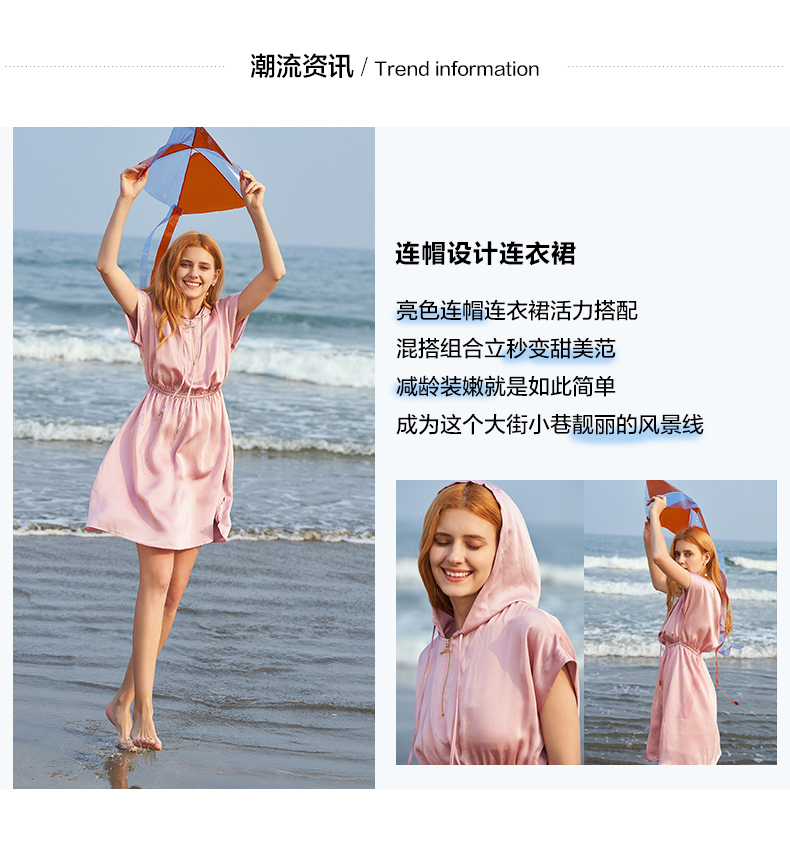 潮流资讯 / Trend information
连帽设计连衣裙
亮色连帽连衣裙活力搭配
混搭组合立秒变甜美范
减龄装嫩就是如此简单
成为这个大街小巷靓丽的风景线